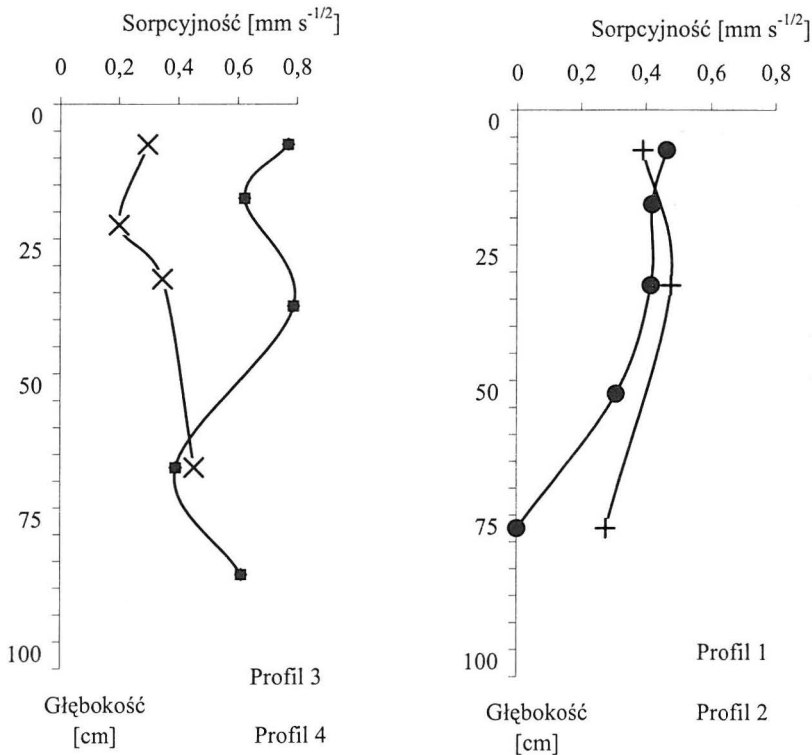 Sorpcyjność [mm s-1/2]
0 0,2 0,4 0,6 0,8
0
25
50
75
100
Głębokość
[cm]
Profil 3
Profil 4
Sorpcyjność [mm s-1/2]
0 0,2 0,4 0,6 0,8
0
25
50
75
100
Głębokość
[cm]
Profil 1
Profil 2